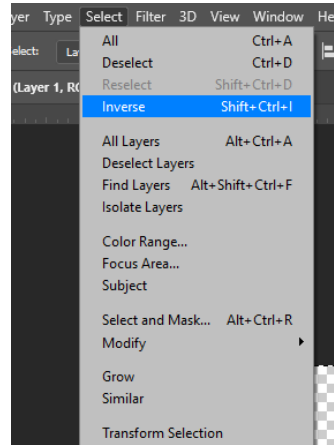 yer Type Select Filter 3D View Window He
elect: La
(Layer 1, RG
All Ctrl+A
Deselect Ctrl+D
Reselect Shift+Ctrl+D
Inverse Shift+Ctrl+I
All Layers Alt+Ctrl+A
Deselect Layers
Find Layers Alt+Shift+Ctrl+F
Isolate Layers
Color Range...
Focus Area...
Subject
Select and Mask... Alt+Ctrl+R
Modify
Grow
Similar
Transform Selection